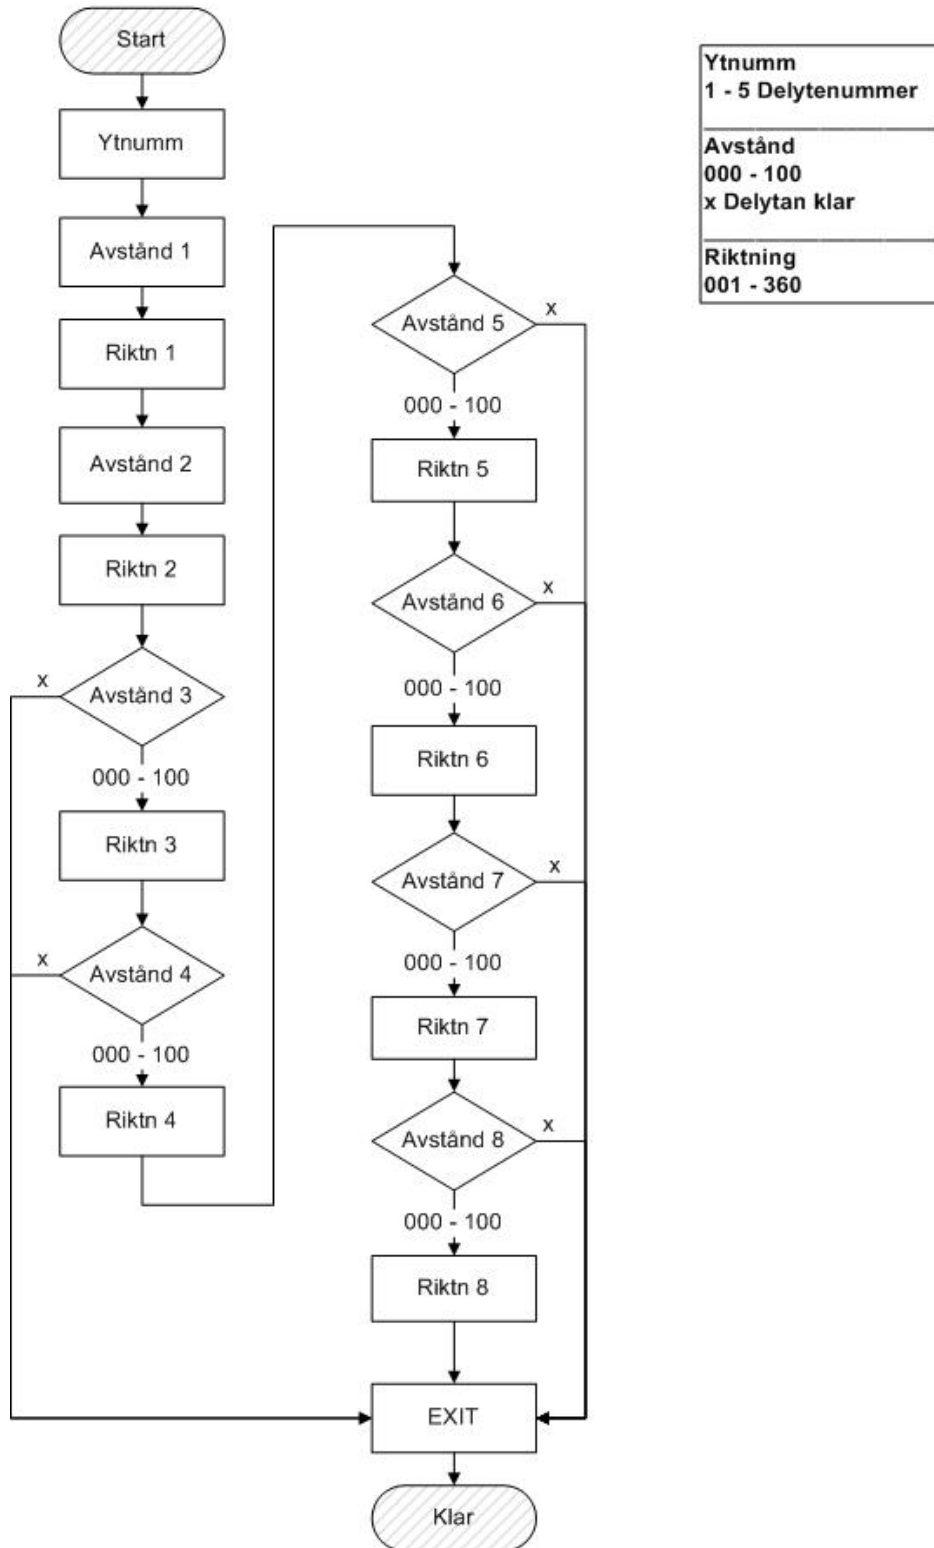 Start
Ytnumm
Avstånd 1
Riktn 1
Avstånd 2
Riktn 2
Avstånd 3
x
000 - 100
Riktn 3
Avstånd 4
x
000 - 100
Riktn 4
Avstånd 5
x
000 - 100
Riktn 5
Avstånd 6
x
000 - 100
Riktn 6
Avstånd 7
x
000 - 100
Riktn 7
Avstånd 8
x
000 - 100
Riktn 8
EXIT
Klar
Ytnumm
1 - 5 Delytenummer
Avstånd
000 - 100
x Delytan klar
Riktning
001 - 360